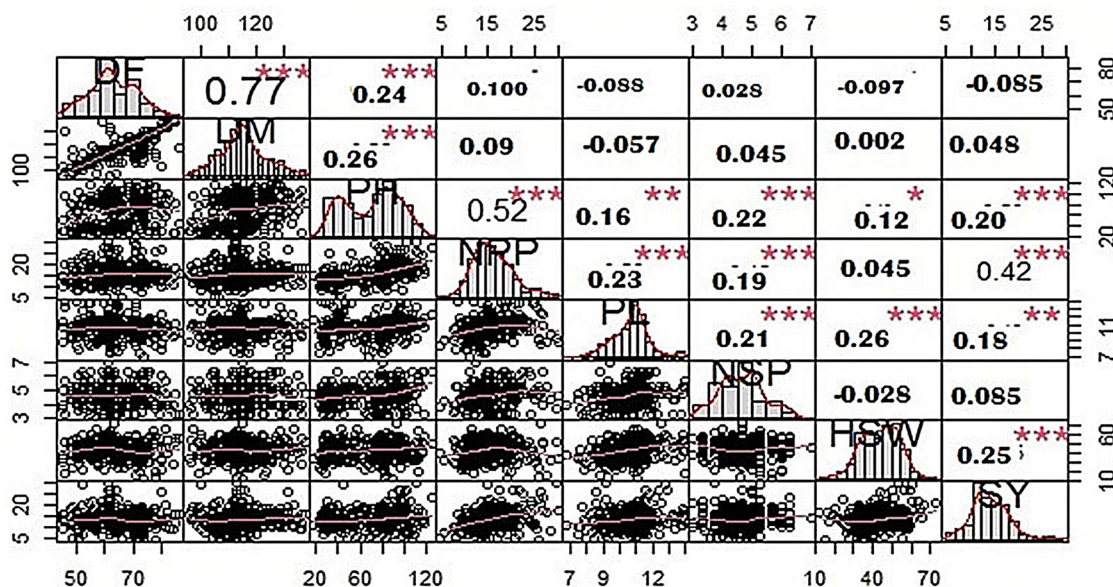 100 120 5 15 25 3 4 5 6 7 5 15 25
DF 0.77 *** 0.24 *** 0.100 -0.088 0.028 -0.097 -0.085 50 80
100 *** 0.26 0.09 -0.057 0.045 0.002 0.048
PH 0.52 *** 0.16 ** 0.22 *** 0.12 * 0.20 *** 20 120
5 20 NPP 0.23 *** 0.19 *** 0.045 0.42 ***
PL 0.21 *** 0.26 *** 0.18 ** 7 11
3 5 7 NSP -0.028 0.085
HSW 0.25 *** 10 60
5 20 SY
50 70 20 60 120 7 9 12 10 40 70